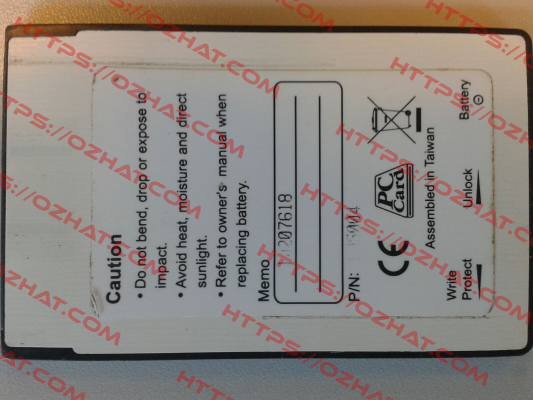 Caution
• Do not bend, drop or expose to
impact.
• Avoid heat, moisture and direct
sunlight.
• Refer to owner's manual when
replacing battery.
Memo
207618
P/N:
PC
Card
Assembled in Taiwan
Write
Protect
Unlock
Battery
HTTPS://OZHAT.COM